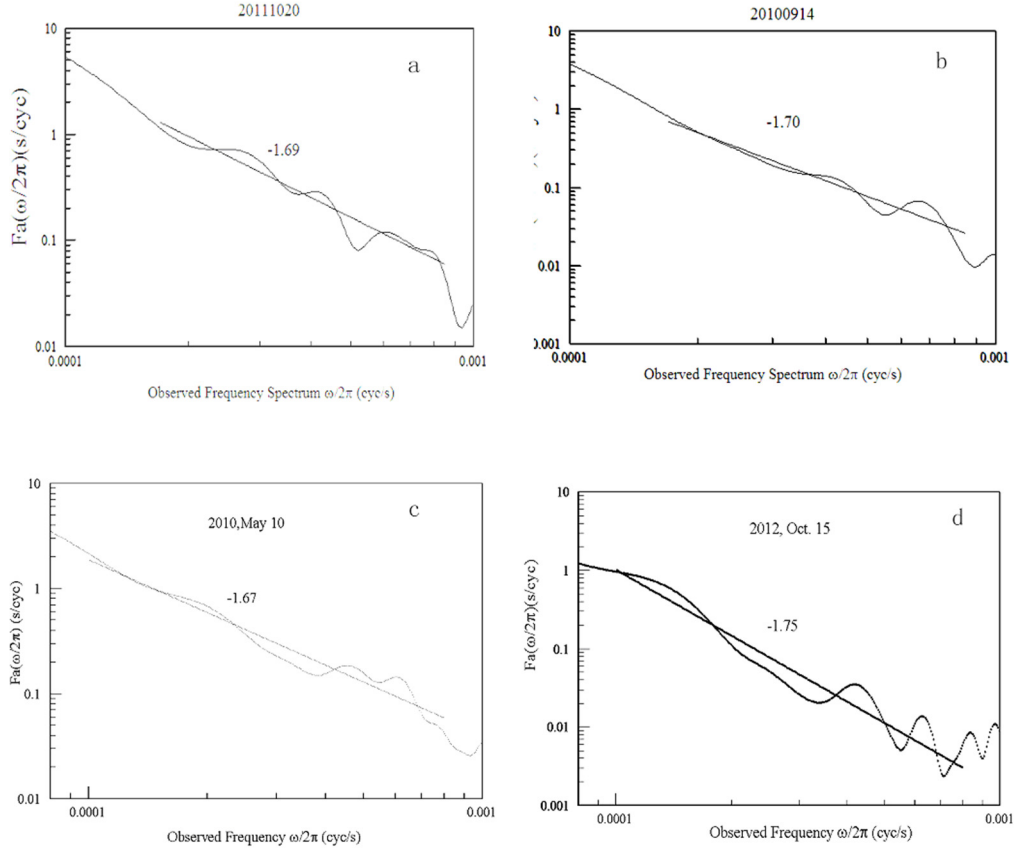 20111020
a
Fa(ω/2π)(s/cyc)
10
1
0.1
0.01
-1.69
0.0001
0.001
Observed Frequency Spectrum ω/2π (cyc/s)
20100914
b
10
1
0.1
0.01
0.001
-1.70
0.0001
0.001
Observed Frequency Spectrum ω/2π (cyc/s)
c
2010,May 10
Fa(ω/2π) (s/cyc)
10
1
0.1
0.01
-1.67
0.0001
0.001
Observed Frequency ω/2π (cyc/s)
d
2012, Oct. 15
Fa(ω/2π)(s/cyc)
10
1
0.1
0.01
0.001
-1.75
0.0001
0.001
Observed Frequency ω/2π (cyc/s)